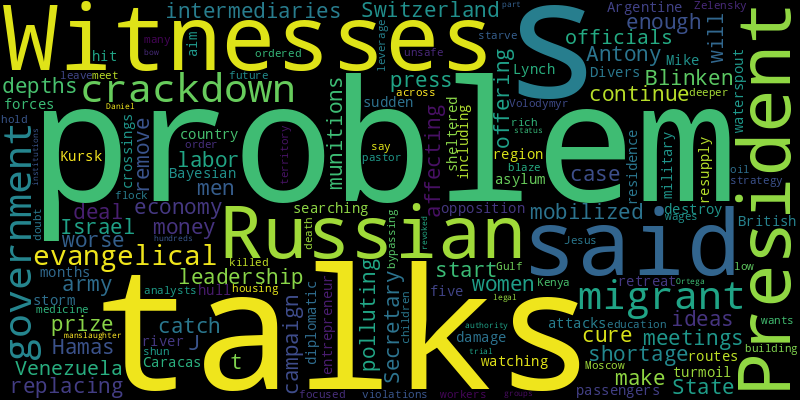 Witnesses
intermediaries
Switzerland
S
Argentine
Zelensky
part
many
bow
aim
hit
ordered
leverage
unsafe
starve
enough
officials
will
Antony
Mike
Lynch
Divers
Blinken
waterspout
President
depths
crackdown
leave
meet
future
press
offering
continue
deeper
forces
Daniel
sudden
across
Volodymyr
hold
problem
government
institutions
doubt
crossings
remove
country
order
labor
Bayesian
men
flock
Kursk
territory
munitions
say
pastor
affecting
sheltered
including
rich
status
region
blaze
asylum
case
residence
military
resupply
oil
strategy
destroy
wages
British
Israel
deal
economy
money
worse
hundreds
evangelical
searching
Russian
death
bypassing
revoked
opposition
mobilized
said
Jesus
low
months
army
killed
housing
leadership
start
Gulf
women
Kenya
legal
retreat
Ortega
migrant
storm
medicine
analysts
hull
talks
campaign
diplomatic
entrepreneur
polluting
Secretary
children
five
damage
attacks
education
ideas
wants
prize
catch
manslaughter
river
J
cure
meetings
building
Hamas
shun
authority
trial
watching
shortage
routes
Moscow
turmoil
Venezuela
Caracas
t
make
State
replacing
focused
violations
workers
groups
passengers